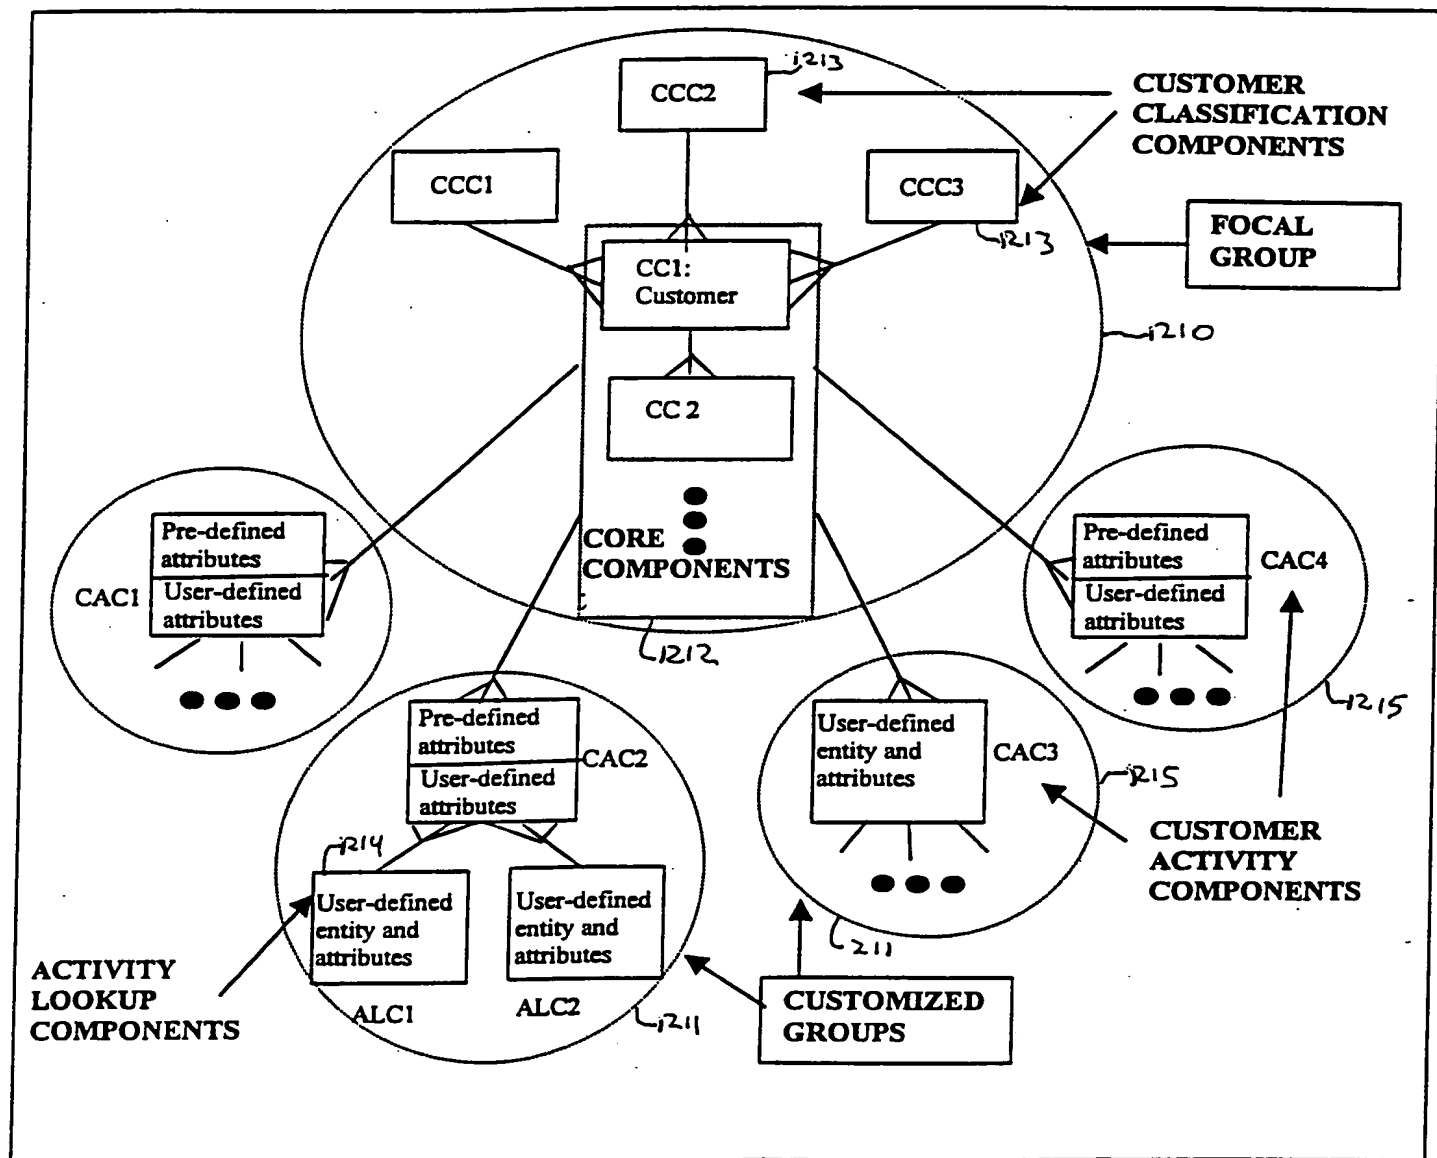 1213
CCC2
CUSTOMER
CLASSIFICATION
COMPONENTS
CCC1
CCC3
1213
FOCAL
GROUP
CC1:
Customer
1210
CC 2
CORE
COMPONENTS
Pre-defined
attributes
User-defined
attributes
CAC1
Pre-defined
attributes
User-defined
attributes
CAC4
1212
1215
Pre-defined
attributes
User-defined
attributes
CAC2
User-defined
entity and
attributes
CAC3
1215
1214
CUSTOMER
ACTIVITY
COMPONENTS
User-defined
entity and
attributes
User-defined
entity and
attributes
1211
ACTIVITY
LOOKUP
COMPONENTS
ALC1
ALC2
1211
CUSTOMIZED
GROUPS